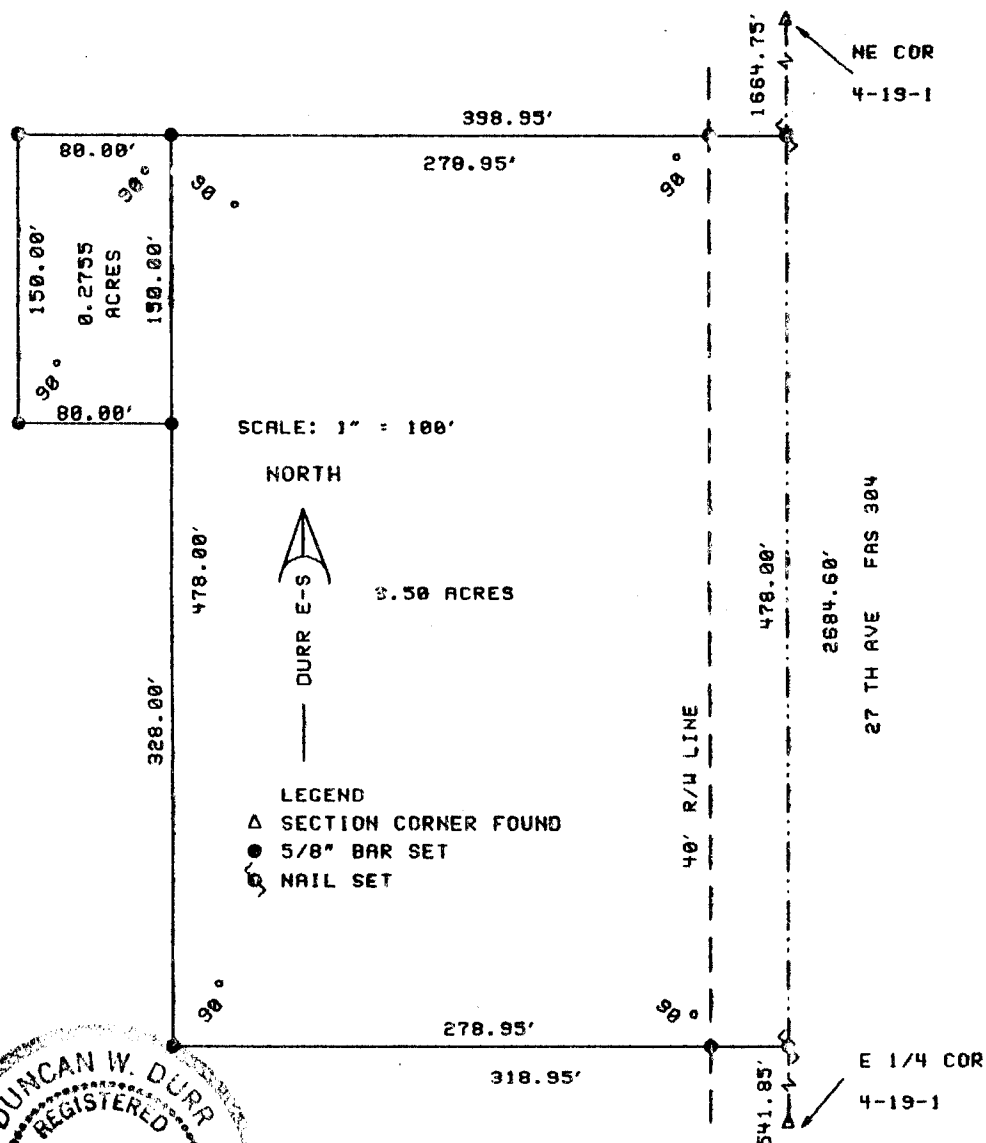 1664.75'
NE COR
4-19-1
398.95'
80.00'
278.95'
90°
90°
90°
150.00'
0.2755
ACRES
150.00'
90°
80.00'
SCALE: 1" = 100'
NORTH
DURR E-S
478.00'
3.50 ACRES
478.00'
2684.60'
27 TH AVE FAS 304
328.00'
40' R/W LINE
LEGEND
SECTION CORNER FOUND
5/8" BAR SET
NAIL SET
90°
90°
278.95'
318.95'
541.85'
E 1/4 COR
4-19-1
DUNCAN W. DURR
REGISTERED